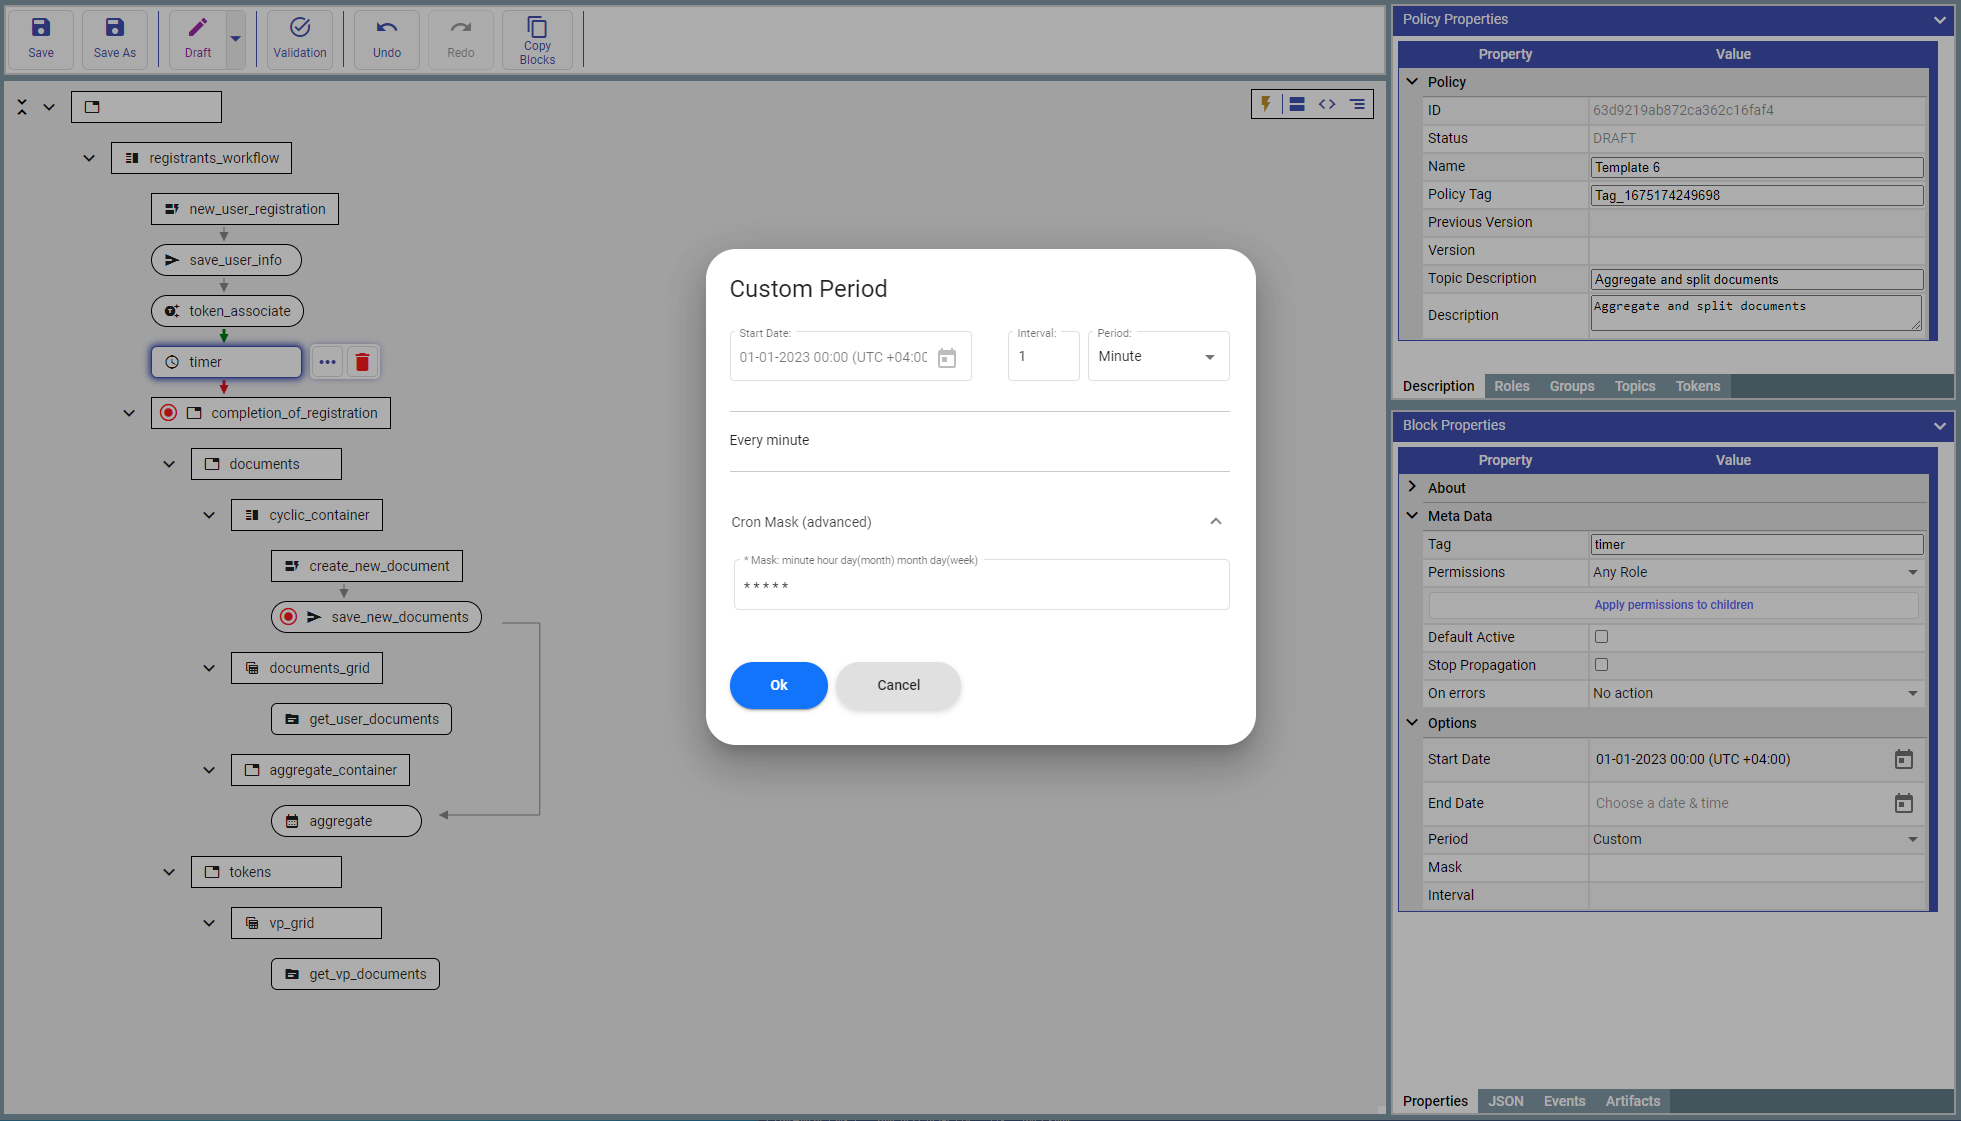 Save
Save As
Draft
Validation
Undo
Redo
Copy
Blocks
registrants_workflow
new_user_registration
save_user_info
token_associate
timer
completion_of_registration
documents
cyclic_container
create_new_document
save_new_documents
documents_grid
get_user_documents
aggregate_container
aggregate
tokens
vp_grid
get_vp_documents
Custom Period
Start Date:
01-01-2023 00:00 (UTC +04:00
Interval:
1
Period:
Minute
Every minute
Cron Mask (advanced)
* Mask: minute hour day(month) month day(week)
* * * * *
Ok
Cancel
Policy Properties
Property Value
Policy
ID 63d9219ab872ca362c16faf4
Status DRAFT
Name Template 6
Policy Tag Tag_1675174249698
Previous Version
Version
Topic Description Aggregate and split documents
Description Aggregate and split documents
Description Roles Groups Topics Tokens
Block Properties
Property Value
About
Meta Data
Tag timer
Permissions Any Role
Apply permissions to children
Default Active
Stop Propagation
On errors No action
Options
Start Date 01-01-2023 00:00 (UTC +04:00)
End Date Choose a date & time
Period Custom
Mask
Interval
Properties JSON Events Artifacts